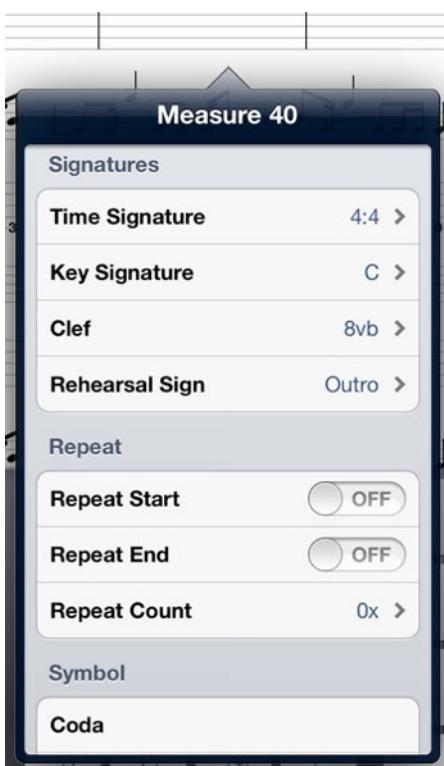 Measure 40
Signatures
Time Signature 4:4
Key Signature C
Clef 8vb
Rehearsal Sign Outro
Repeat
Repeat Start OFF
Repeat End OFF
Repeat Count 0x
Symbol
Coda